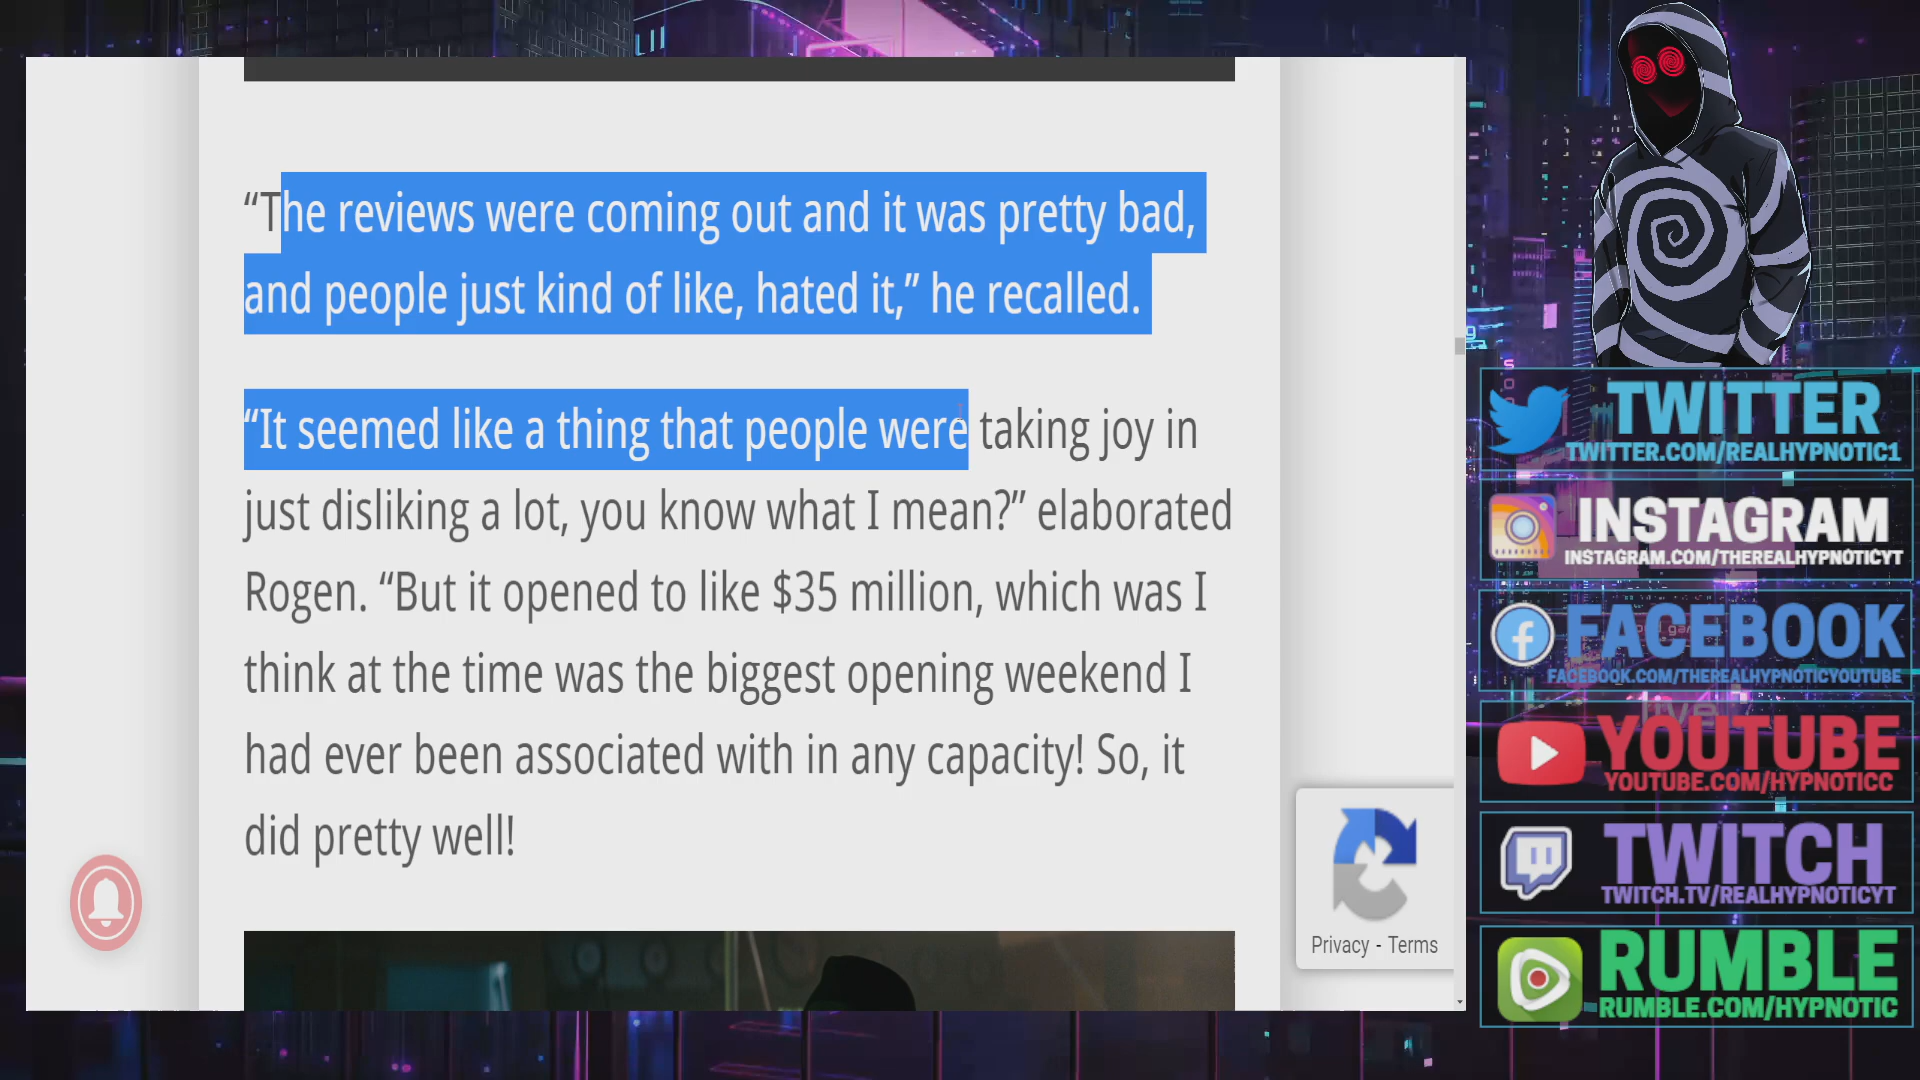 “The reviews were coming out and it was pretty bad,
and people just kind of like, hated it,” he recalled.
“It seemed like a thing that people were taking joy in
just disliking a lot, you know what I mean?” elaborated
Rogen. “But it opened to like $35 million, which was I
think at the time was the biggest opening weekend I
had ever been associated with in any capacity! So, it
did pretty well!
Privacy - Terms
TWITTER
TWITTER.COM/REALHYPNOTIC1
INSTAGRAM
INSTAGRAM.COM/THEREALHYPNOTICYT
FACEBOOK
FACEBOOK.COM/THEREALHYPNOTICYOUTUBE
YOUTUBE
YOUTUBE.COM/HYPNOTICC
TWITCH
TWITCH.TV/REALHYPNOTICYT
RUMBLE
RUMBLE.COM/HYPNOTIC